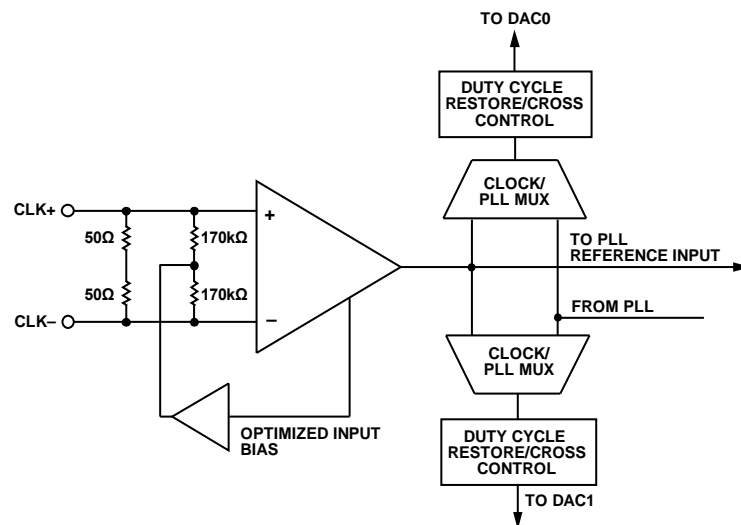 TO DAC0
DUTY CYCLE
RESTORE/CROSS
CONTROL
CLOCK/
PLL MUX
CLK+
50Ω
170kΩ
+
TO PLL
REFERENCE INPUT
50Ω
170kΩ
FROM PLL
CLK–
–
CLOCK/
PLL MUX
OPTIMIZED INPUT
BIAS
DUTY CYCLE
RESTORE/CROSS
CONTROL
TO DAC1